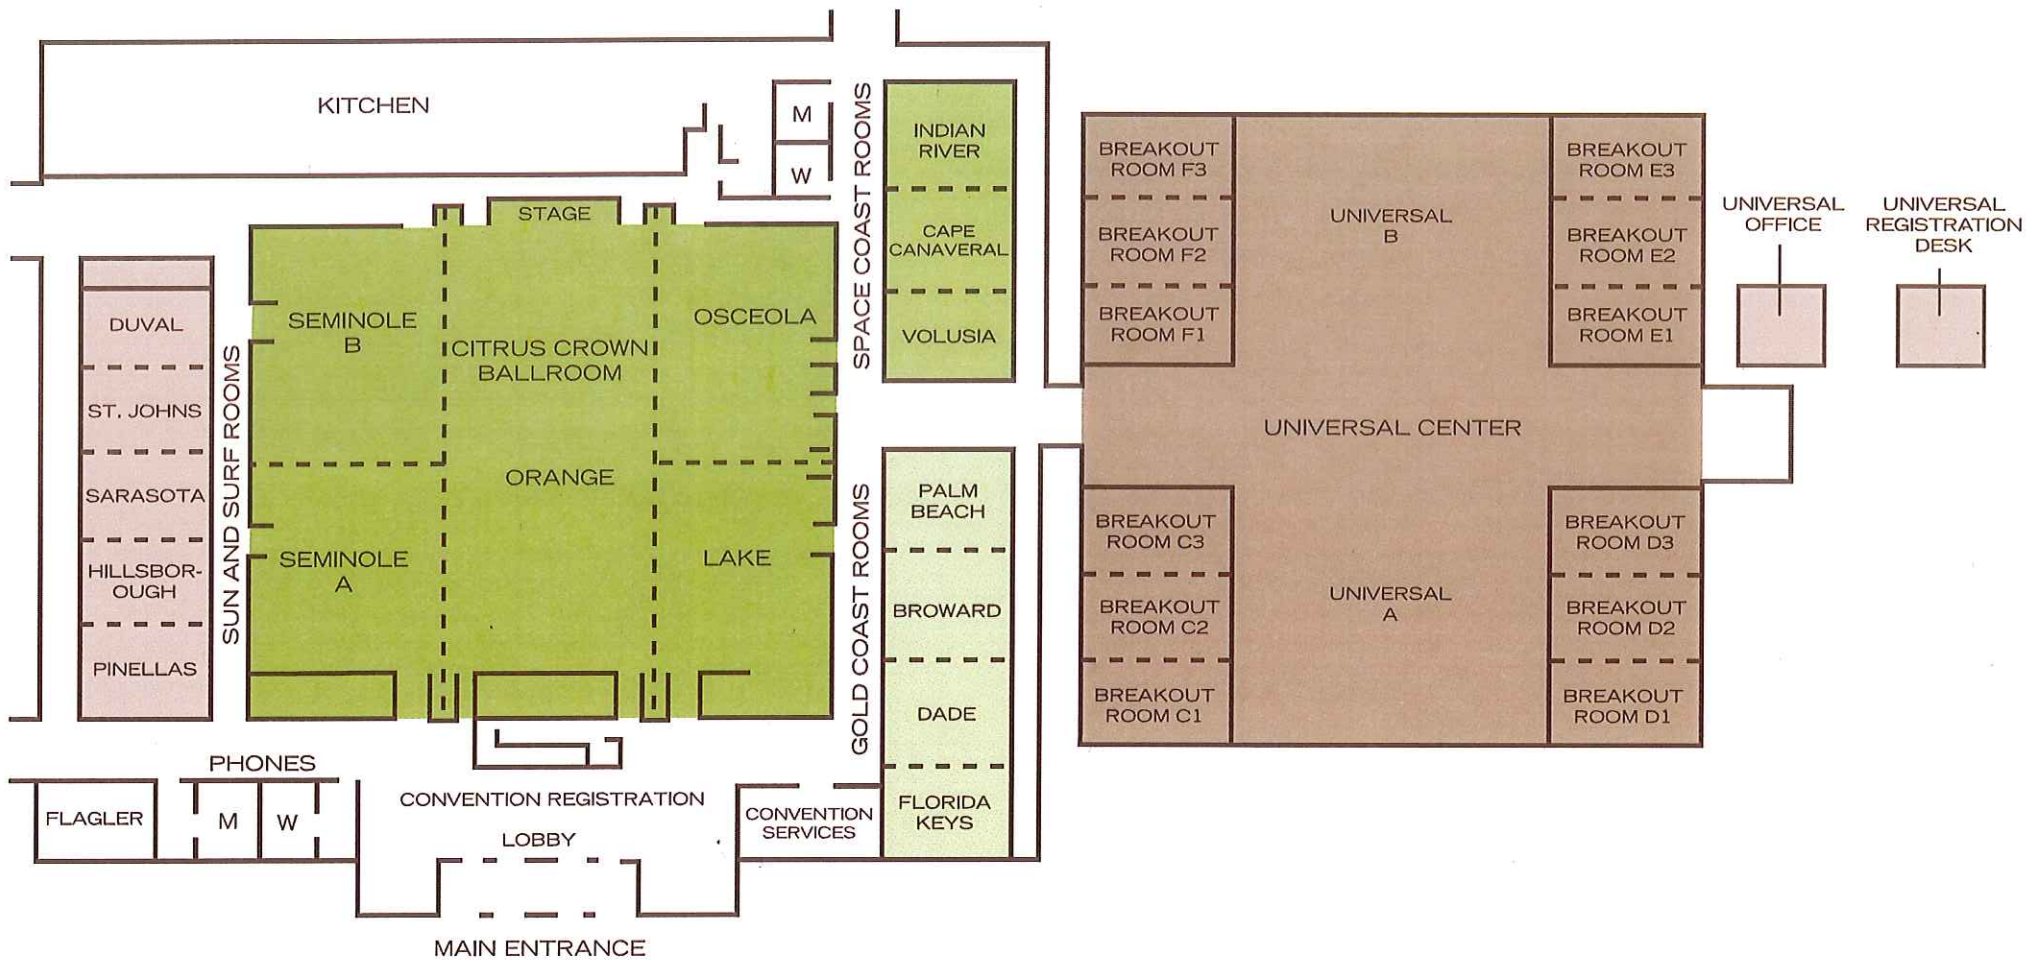 KITCHEN
M
W
STAGE
SPACE COAST ROOMS
INDIAN
RIVER
CAPE
CANAVERAL
VOLUSIA
SUN AND SURF ROOMS
DUVAL
ST. JOHNS
SARASOTA
HILLSBOR-
OUGH
PINELLAS
SEMINOLE
B
CITRUS CROWN
BALLROOM
OSCEOLA
ORANGE
SEMINOLE
A
LAKE
GOLD COAST ROOMS
PALM
BEACH
BROWARD
DADE
FLORIDA
KEYS
BREAKOUT
ROOM F3
BREAKOUT
ROOM F2
BREAKOUT
ROOM F1
UNIVERSAL
B
BREAKOUT
ROOM E3
BREAKOUT
ROOM E2
BREAKOUT
ROOM E1
UNIVERSAL
OFFICE
UNIVERSAL
REGISTRATION
DESK
UNIVERSAL CENTER
BREAKOUT
ROOM C3
BREAKOUT
ROOM C2
BREAKOUT
ROOM C1
UNIVERSAL
A
BREAKOUT
ROOM D3
BREAKOUT
ROOM D2
BREAKOUT
ROOM D1
PHONES
FLAGLER
M
W
CONVENTION REGISTRATION
LOBBY
CONVENTION
SERVICES
MAIN ENTRANCE